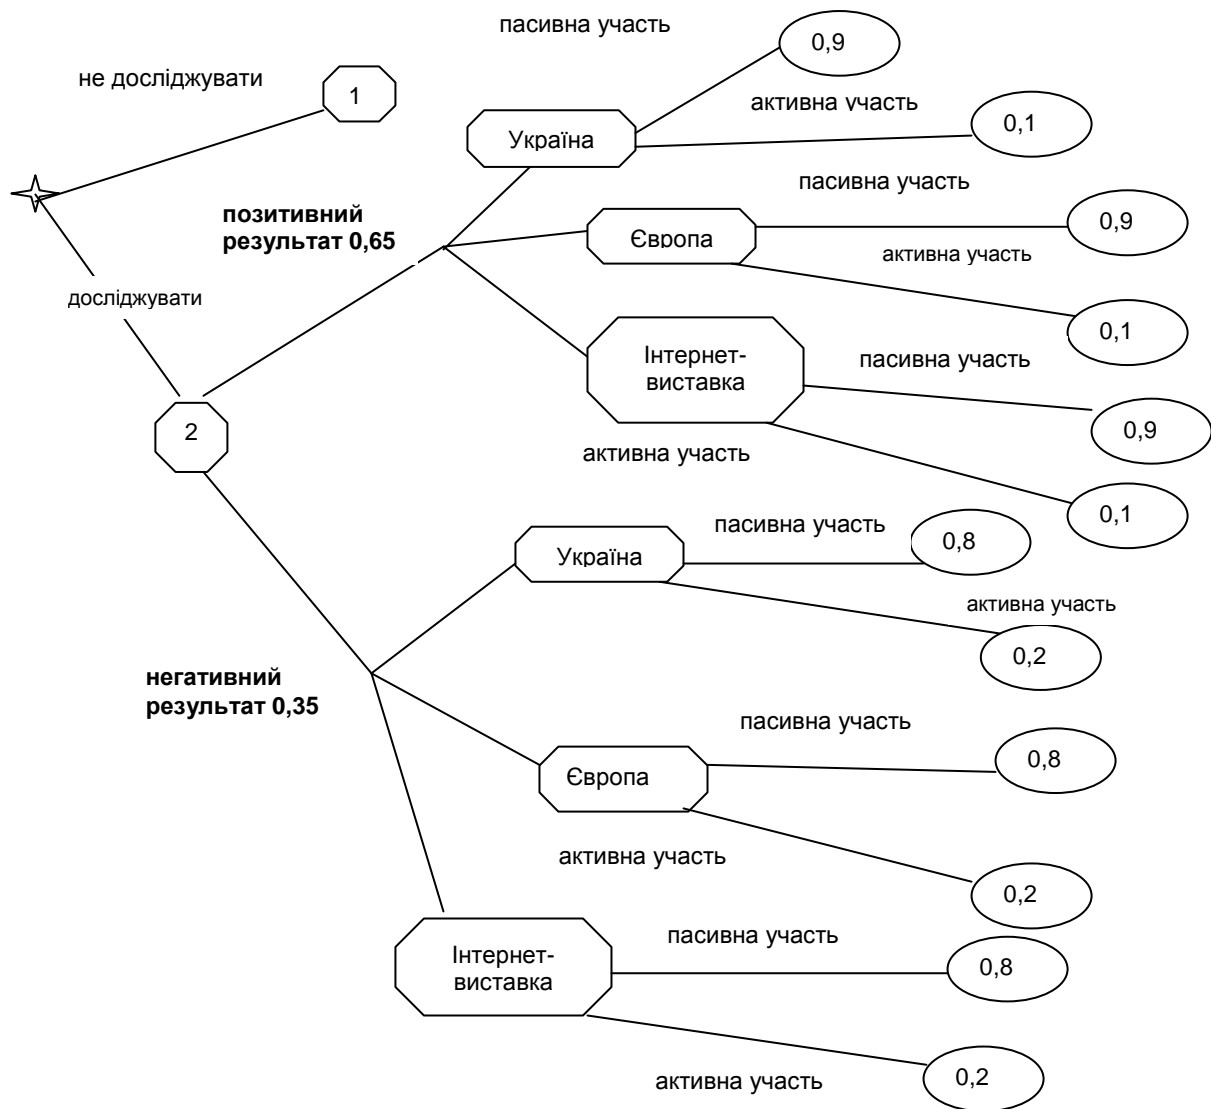 пасивна участь
0,9
не досліджувати
1
активна участь
0,1
Україна
пасивна участь
0,9
позитивний
результат 0,65
Європа
активна участь
досліджувати
0,1
Інтернет-
виставка
пасивна участь
0,9
2
активна участь
0,1
пасивна участь
0,8
Україна
активна участь
0,2
негативний
результат 0,35
пасивна участь
0,8
Європа
активна участь
0,2
пасивна участь
Інтернет-
виставка
0,8
активна участь
0,2